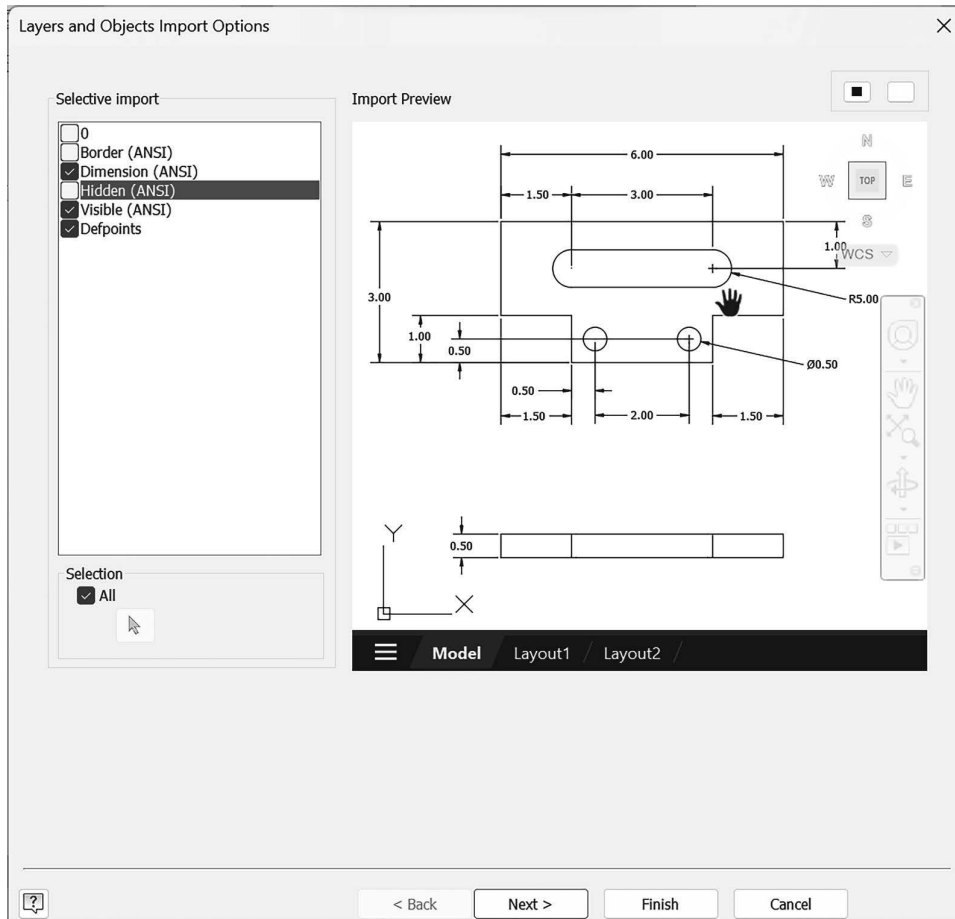 Layers and Objects Import Options
Selective import
0
Border (ANSI)
Dimension (ANSI)
Hidden (ANSI)
Visible (ANSI)
Defpoints
Selection
All
Import Preview
N
W TOP E
S
WCS
6.00
1.50 3.00
1.00
3.00
R5.00
1.00
0.50
Ø0.50
0.50
1.50 2.00 1.50
0.50
Y
X
Model Layout1 / Layout2 /
?
< Back Next > Finish Cancel